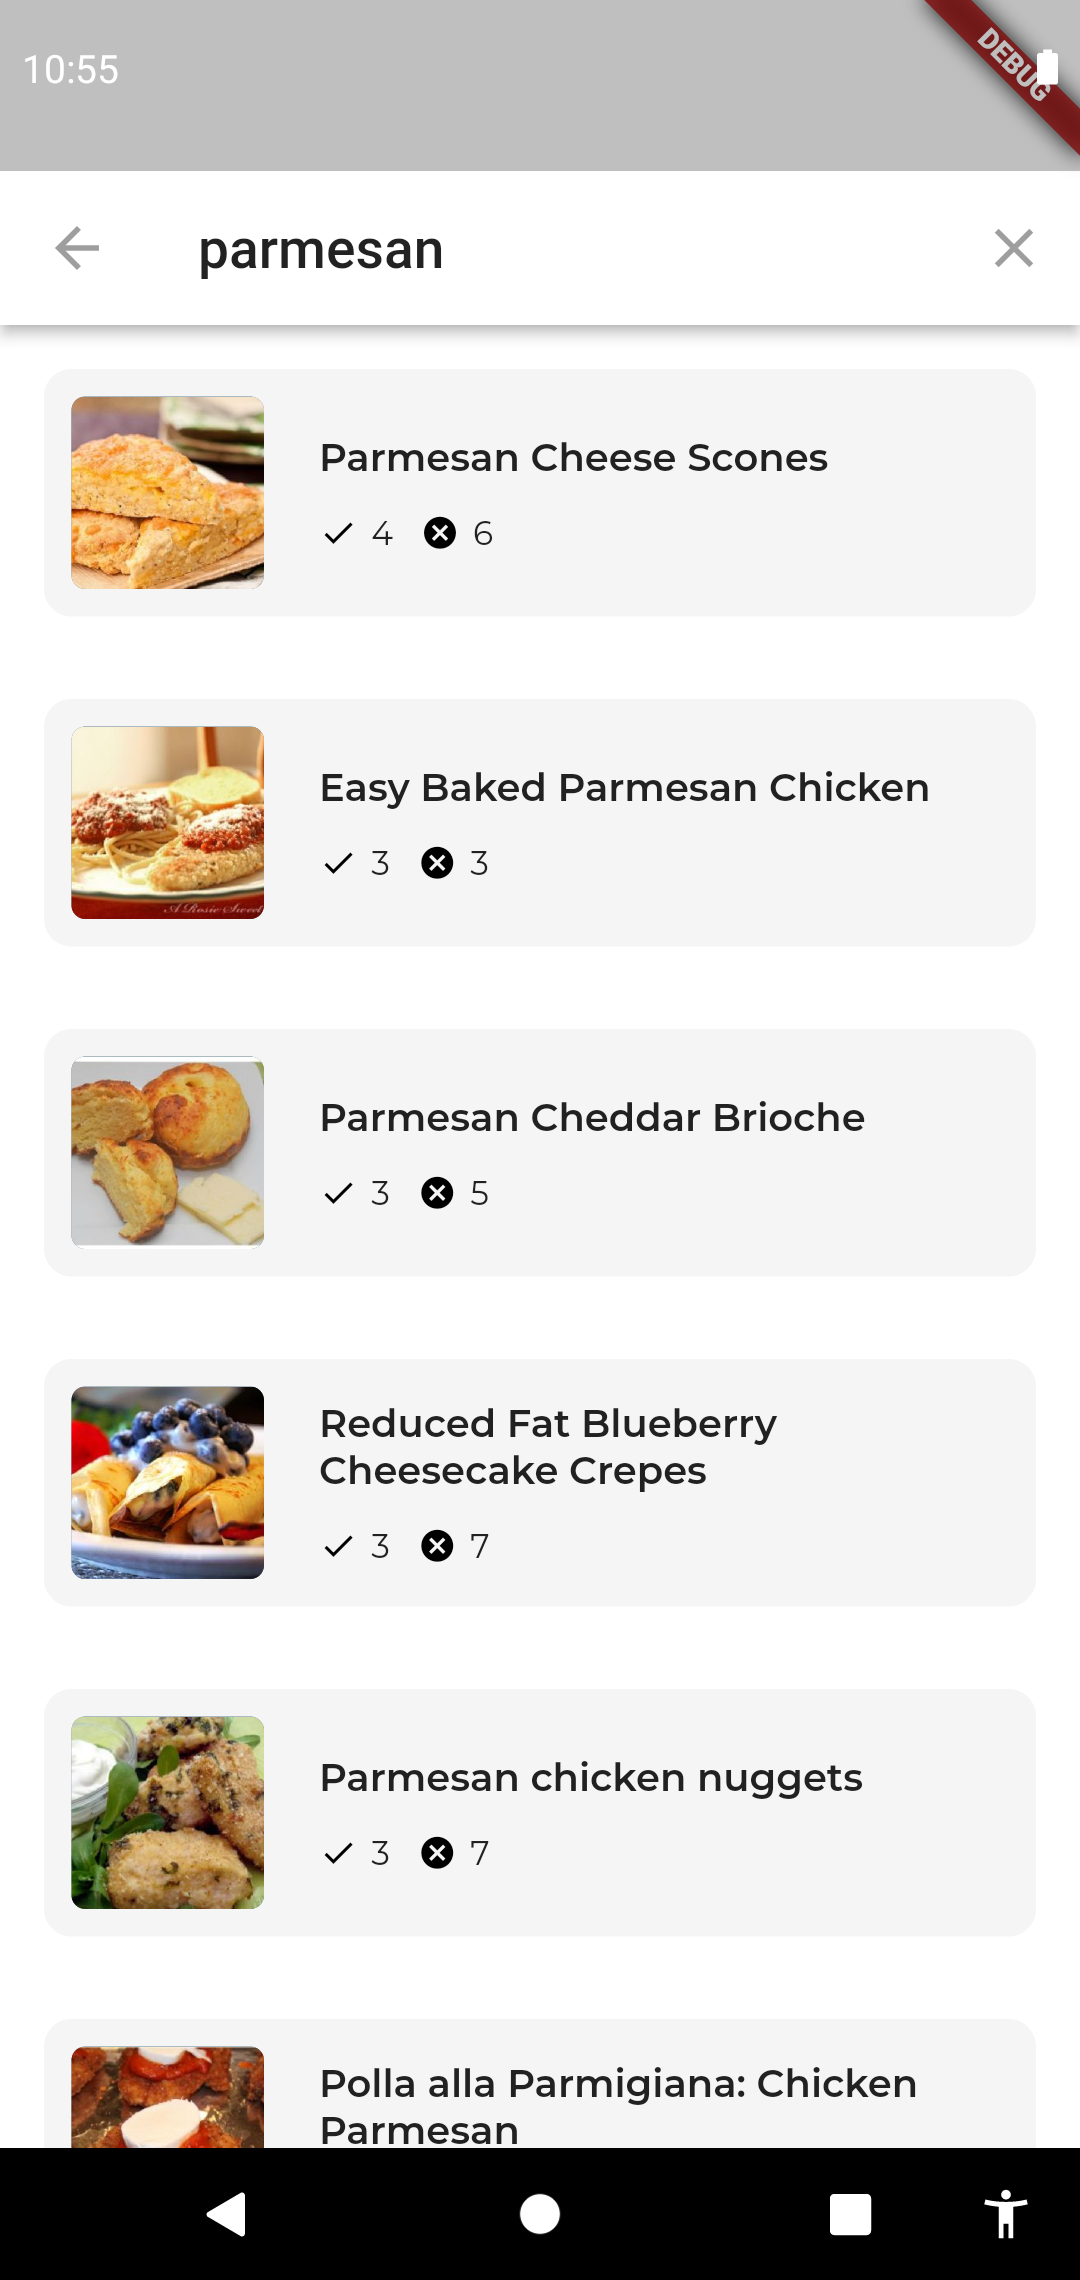 10:55
DEBUG
parmesan
Parmesan Cheese Scones
4 6
Easy Baked Parmesan Chicken
3 3
A Rosie Sweet
Parmesan Cheddar Brioche
3 5
Reduced Fat Blueberry
Cheesecake Crepes
3 7
Parmesan chicken nuggets
3 7
Polla alla Parmigiana: Chicken
Parmesan